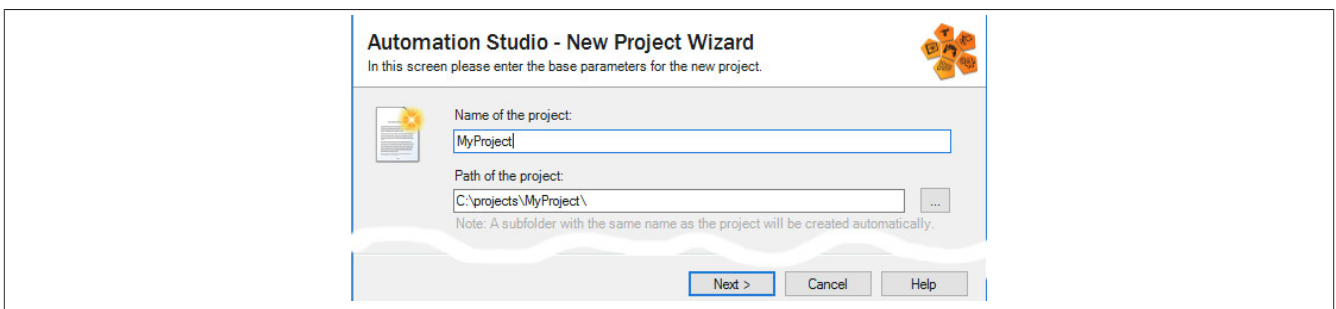 Automation Studio - New Project Wizard
In this screen please enter the base parameters for the new project.
Name of the project:
MyProject
Path of the project:
C:\projects\MyProject\
...
Note: A subfolder with the same name as the project will be created automatically.
Next >
Cancel
Help